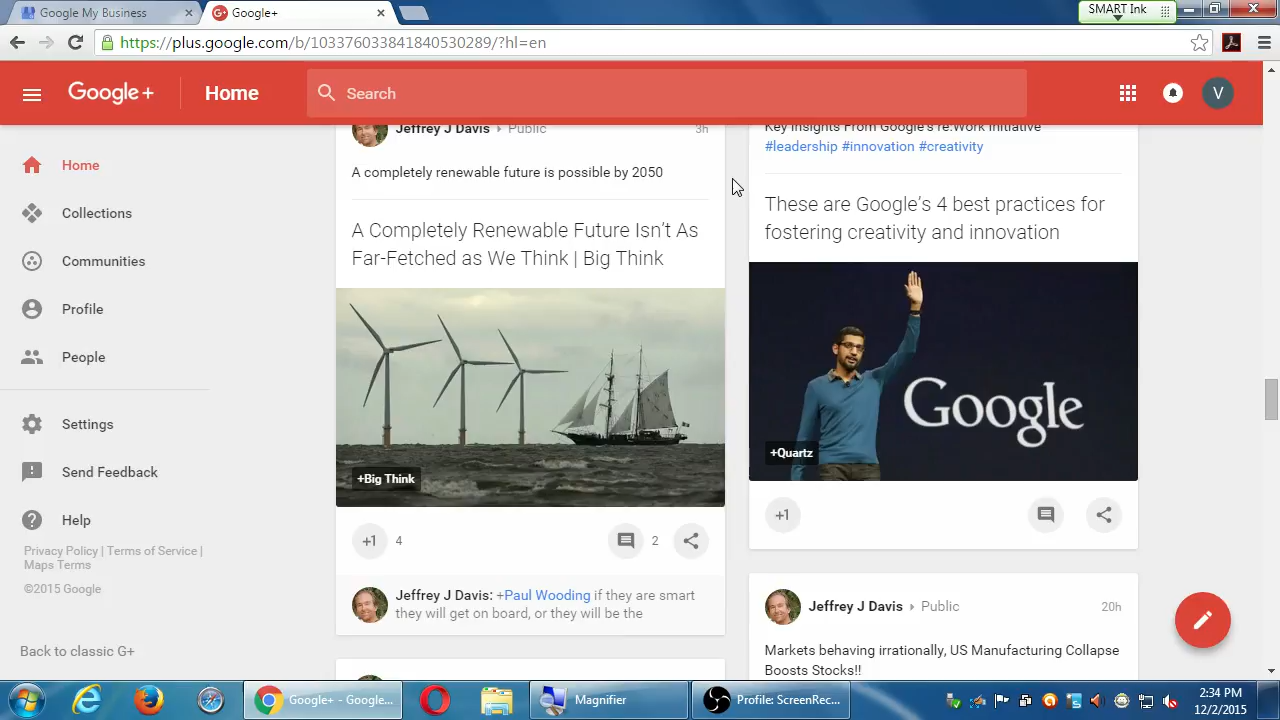 Google My Business
Google+
SMART Ink
https://plus.google.com/b/103376033841840530289/?hl=en
Google+
Home
Search
V
Home
Collections
Communities
Profile
People
Settings
Send Feedback
Help
Privacy Policy | Terms of Service |
Maps Terms
©2015 Google
Back to classic G+
Jeffrey J Davis Public
3h
A completely renewable future is possible by 2050
A Completely Renewable Future Isn't As
Far-Fetched as We Think | Big Think
+Big Think
+1 4
2
Jeffrey J Davis: +Paul Wooding if they are smart
they will get on board, or they will be the
Key Insights From Google's re:Work Initiative
#leadership #innovation #creativity
These are Google's 4 best practices for
fostering creativity and innovation
Google
+Quartz
+1
Jeffrey J Davis Public
20h
Markets behaving irrationally, US Manufacturing Collapse
Boosts Stocks!!
Google+ - Google...
Magnifier
Profile: ScreenRec...
2:34 PM
12/2/2015